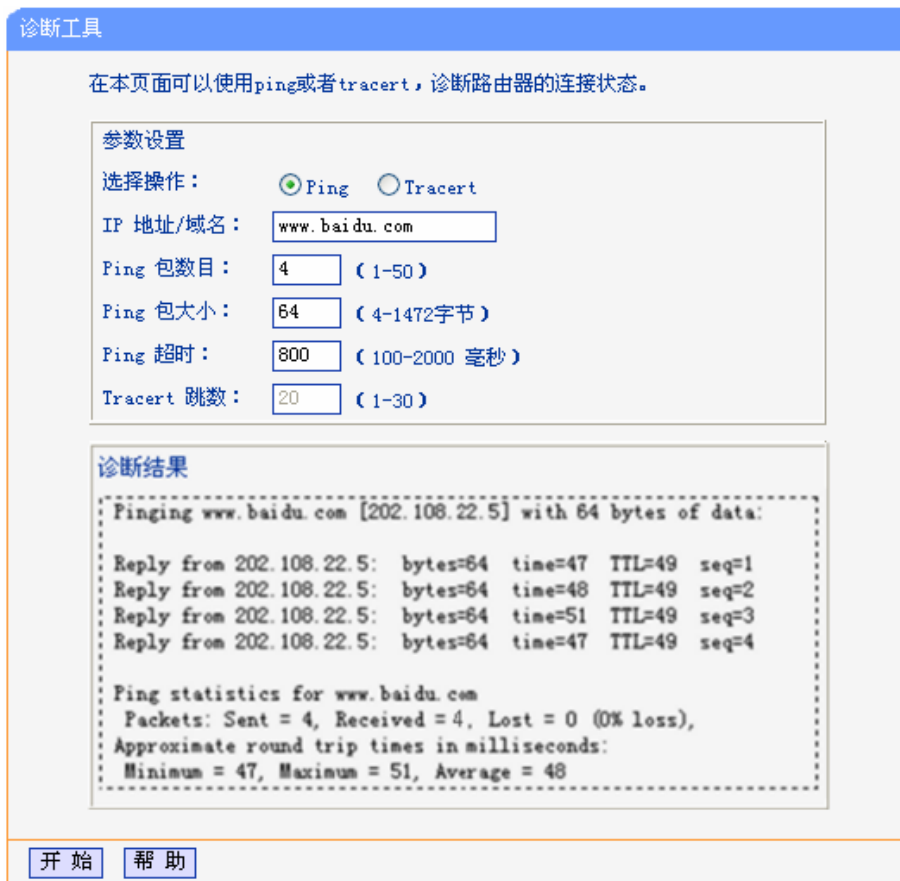 诊断工具
在本页面可以使用ping或者tracert，诊断路由器的连接状态。
参数设置
选择操作： Ping Tracert
IP 地址/域名： www.baidu.com
Ping 包数目： 4 （1-50）
Ping 包大小： 64 （4-1472字节）
Ping 超时： 800 （100-2000 毫秒）
Tracert 跳数： 20 （1-30）
诊断结果
Pinging www.baidu.com [202.108.22.5] with 64 bytes of data:
Reply from 202.108.22.5: bytes=64 time=47 TTL=49 seq=1
Reply from 202.108.22.5: bytes=64 time=48 TTL=49 seq=2
Reply from 202.108.22.5: bytes=64 time=51 TTL=49 seq=3
Reply from 202.108.22.5: bytes=64 time=47 TTL=49 seq=4
Ping statistics for www.baidu.com
Packets: Sent = 4, Received = 4, Lost = 0 (0% loss),
Approximate round trip times in milliseconds:
Minimum = 47, Maximum = 51, Average = 48
开 始 帮 助